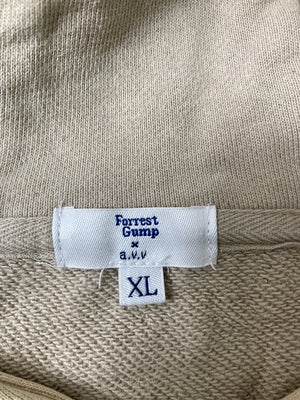 Forrest
Gump
×
a.v.v
XL